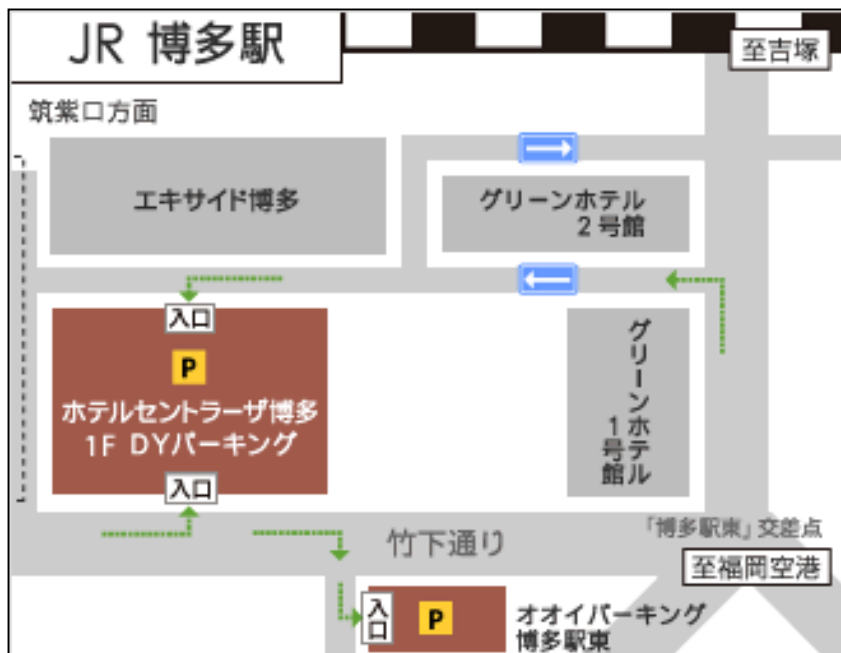 JR 博多駅
至吉塚
筑紫口方面
エキサイド博多
グリーンホテル
2号館
入口
P
ホテルセントラーザ博多
1F DYパーキング
入口
グリーンホテル
1号館
竹下通り
「博多駅東」交差点
至福岡空港
入口
P
オオイパーキング
博多駅東